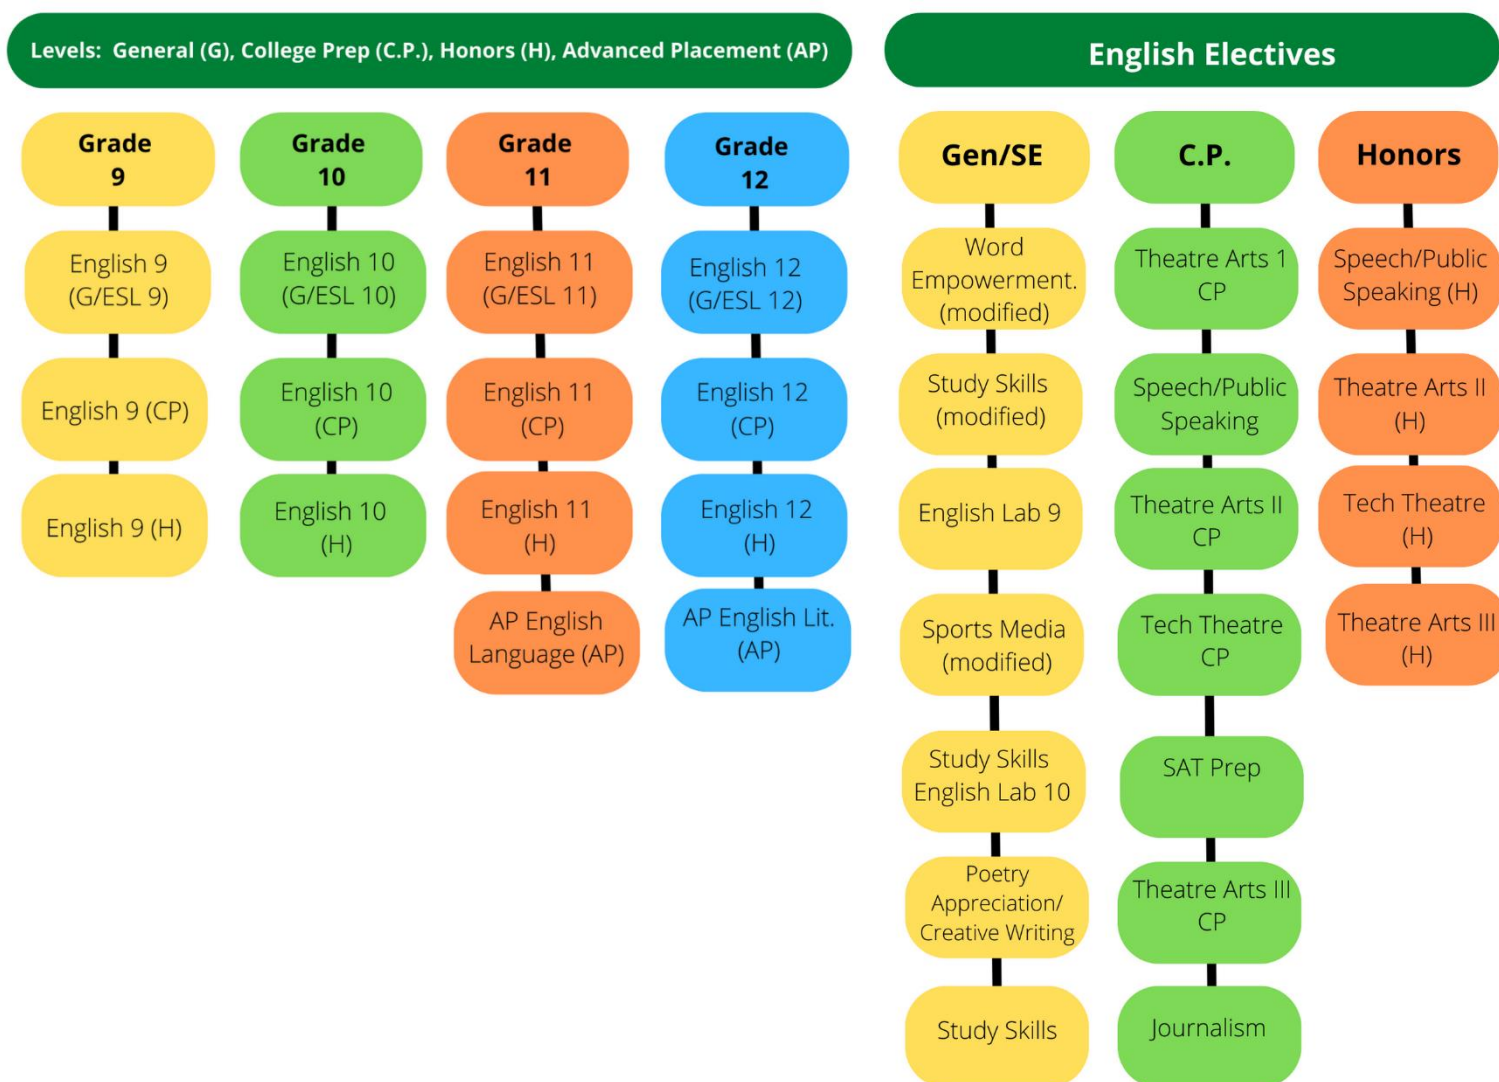 Levels:  General (G), College Prep (C.P.), Honors (H), Advanced Placement (AP)
Grade
9
English 9
(G/ESL 9)
English 9 (CP)
English 9 (H)
Grade
10
English 10
(G/ESL 10)
English 10
(CP)
English 10
(H)
Grade
11
English 11
(G/ESL 11)
English 11
(CP)
English 11
(H)
AP English
Language (AP)
Grade
12
English 12
(G/ESL 12)
English 12
(CP)
English 12
(H)
AP English Lit.
(AP)
English Electives
Gen/SE
Word
Empowerment.
(modified)
Study Skills
(modified)
English Lab 9
Sports Media
(modified)
Study Skills
English Lab 10
Poetry
Appreciation/
Creative Writing
Study Skills
C.P.
Theatre Arts 1
CP
Speech/Public
Speaking
Theatre Arts II
CP
Tech Theatre
CP
SAT Prep
Theatre Arts III
CP
Journalism
Honors
Speech/Public
Speaking (H)
Theatre Arts II
(H)
Tech Theatre
(H)
Theatre Arts III
(H)